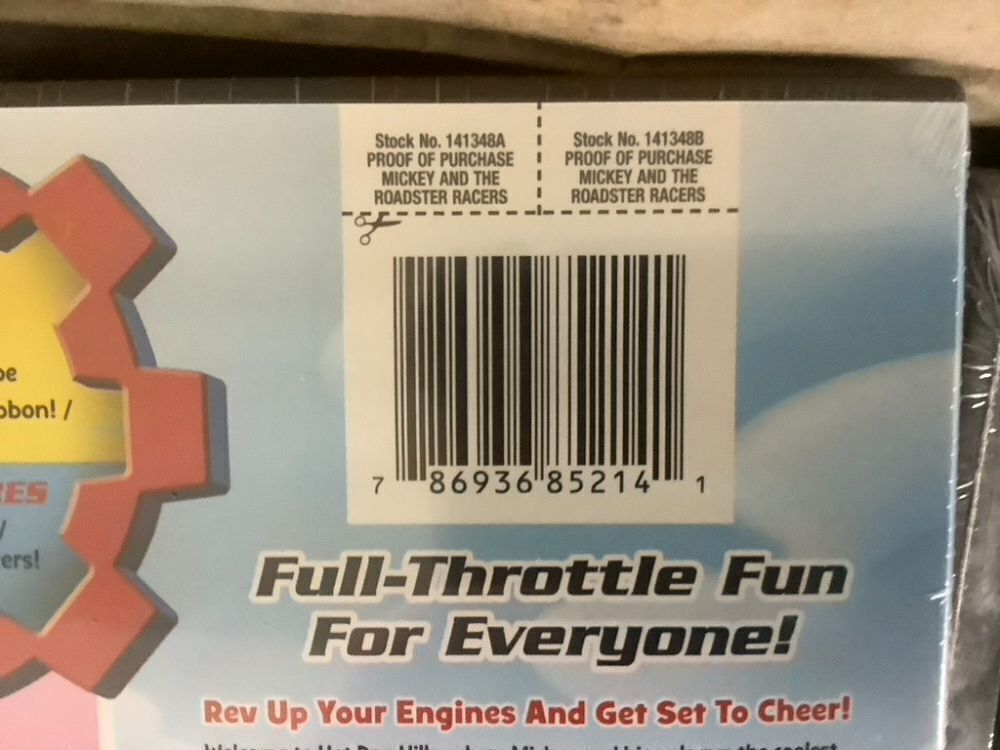 Stock No. 141348A
PROOF OF PURCHASE
MICKEY AND THE
ROADSTER RACERS
Stock No. 141348B
PROOF OF PURCHASE
MICKEY AND THE
ROADSTER RACERS
7 86936 85214 1
/
/
ers!
Full-Throttle Fun
For Everyone!
Rev Up Your Engines And Get Set To Cheer!